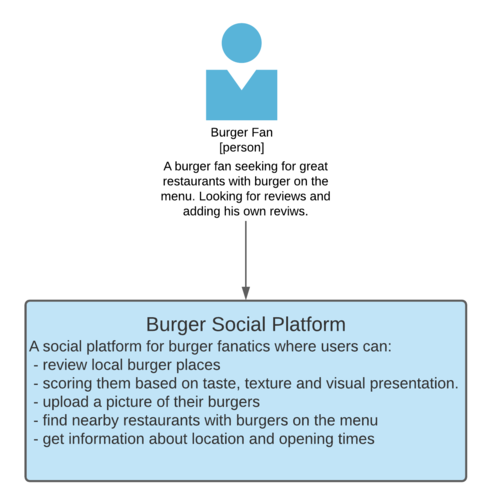 Burger Fan
[person]
A burger fan seeking for great
restaurants with burger on the
menu. Looking for reviews and
adding his own reviws.
Burger Social Platform
A social platform for burger fanatics where users can:
- review local burger places
- scoring them based on taste, texture and visual presentation.
- upload a picture of their burgers
- find nearby restaurants with burgers on the menu
- get information about location and opening times